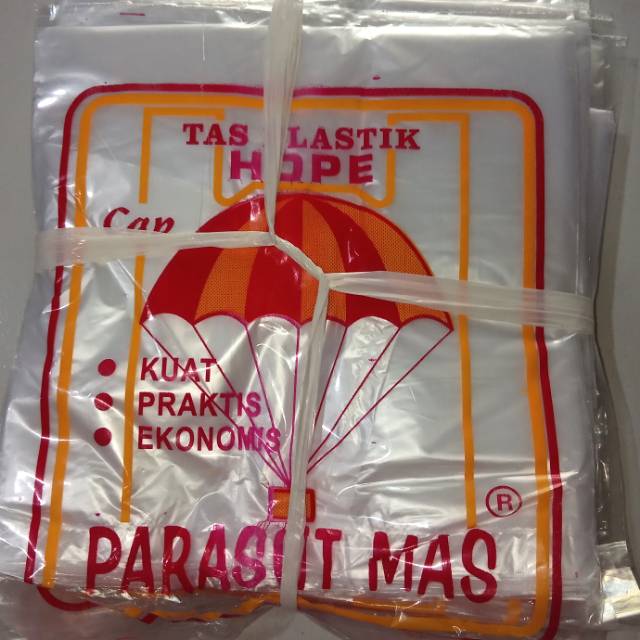 TAS PLASTIK
HOPE
Cap
• KUAT
• PRAKTIS
• EKONOMIS
®
PARASUT MAS